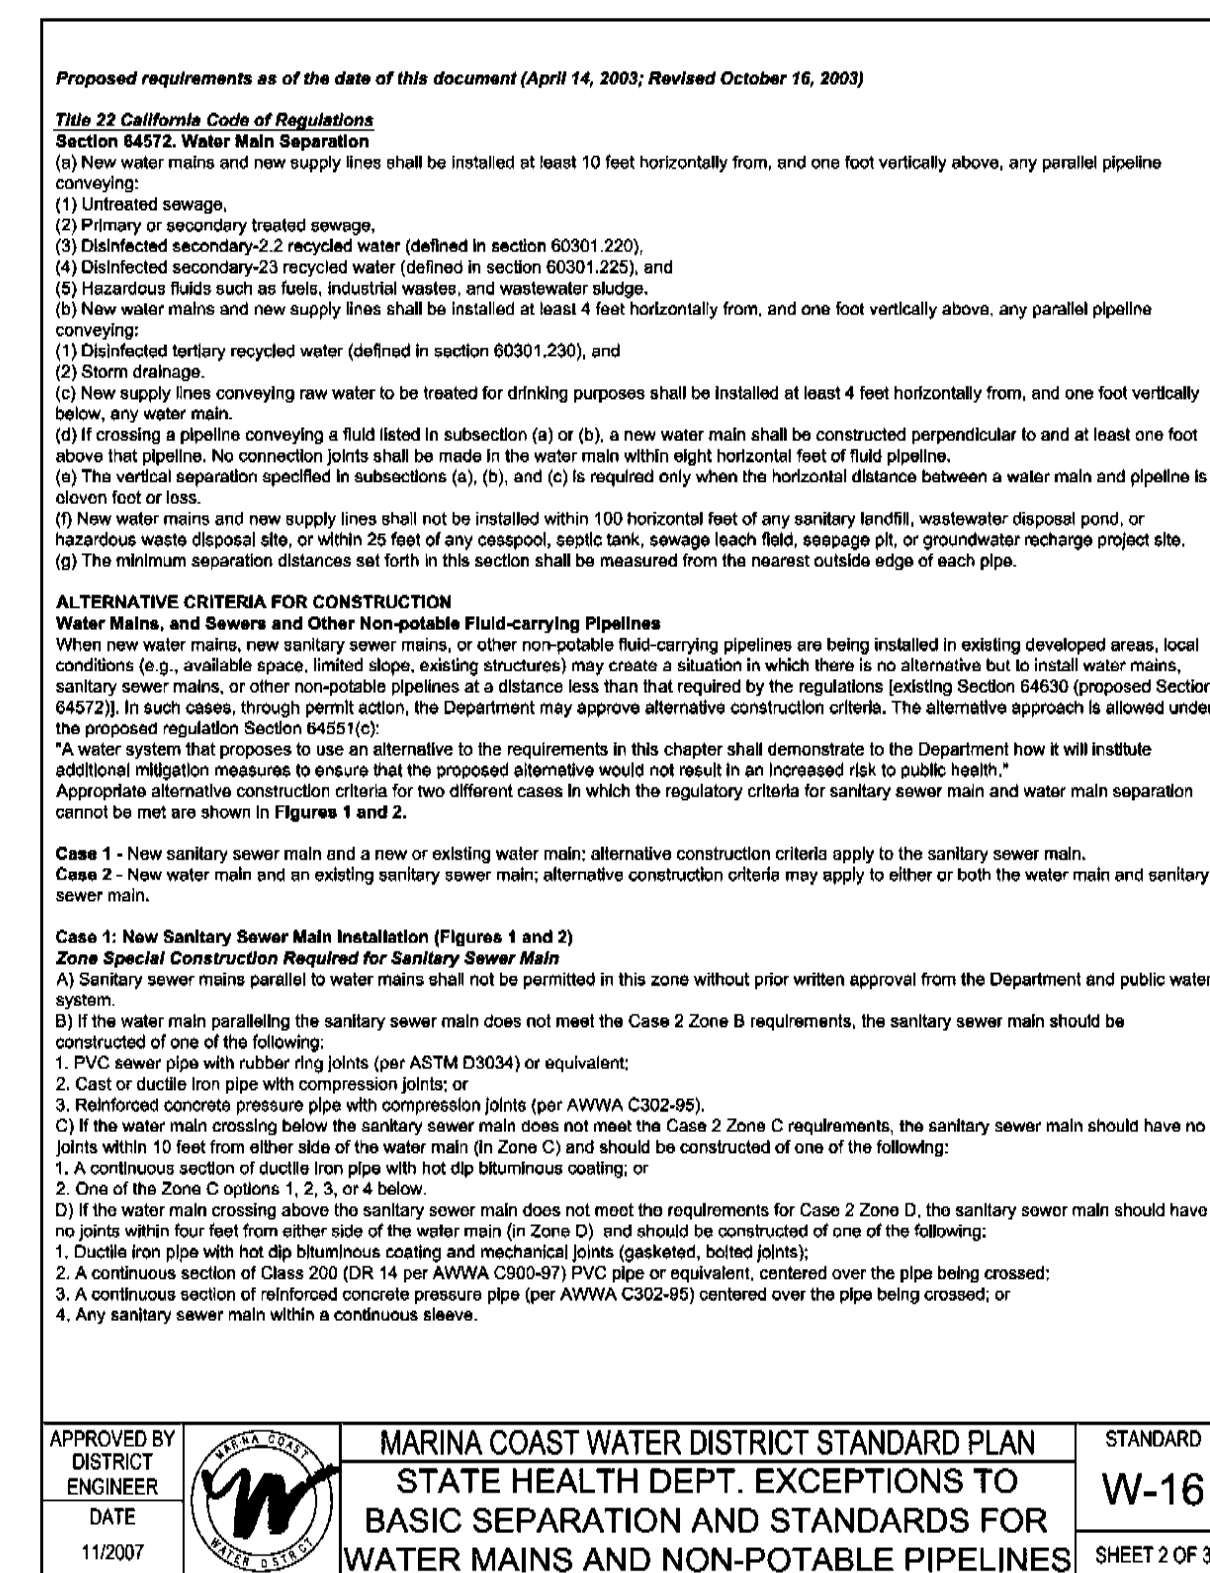 Proposed requirements as of the date of this document (April 14, 2003; Revised October 16, 2003)
Title 22 California Code of Regulations
Section 64572. Water Main Separation
(a) New water mains and new supply lines shall be installed at least 10 feet horizontally from, and one foot vertically above, any parallel pipeline
conveying:
(1) Untreated sewage,
(2) Primary or secondary treated sewage,
(3) Disinfected secondary-2.2 recycled water (defined in section 60301.220),
(4) Disinfected secondary-23 recycled water (defined in section 60301.225), and
(5) Hazardous fluids such as fuels, industrial wastes, and wastewater sludge.
(b) New water mains and new supply lines shall be installed at least 4 feet horizontally from, and one foot vertically above, any parallel pipeline
conveying:
(1) Disinfected tertiary recycled water (defined in section 60301.230), and
(2) Storm drainage.
(c) New supply lines conveying raw water to be treated for drinking purposes shall be installed at least 4 feet horizontally from, and one foot vertically
below, any water main.
(d) If crossing a pipeline conveying a fluid listed in subsection (a) or (b), a new water main shall be constructed perpendicular to and at least one foot
above that pipeline. No connection joints shall be made in the water main within eight horizontal feet of fluid pipeline.
(e) The vertical separation specified in subsections (a), (b), and (c) is required only when the horizontal distance between a water main and pipeline is
eleven feet or less.
(f) New water mains and new supply lines shall not be installed within 100 horizontal feet of any sanitary landfill, wastewater disposal pond, or
hazardous waste disposal site, or within 25 feet of any cesspool, septic tank, sewage leach field, seepage pit, or groundwater recharge project site.
(g) The minimum separation distances set forth in this section shall be measured from the nearest outside edge of each pipe.
ALTERNATIVE CRITERIA FOR CONSTRUCTION
Water Mains, and Sewers and Other Non-potable Fluid-carrying Pipelines
When new water mains, new sanitary sewer mains, or other non-potable fluid-carrying pipelines are being installed in existing developed areas, local
conditions (e.g., available space, limited slope, existing structures) may create a situation in which there is no alternative but to install water mains,
sanitary sewer mains, or other non-potable pipelines at a distance less than that required by the regulations [existing Section 64630 (proposed Section
64572)]. In such cases, through permit action, the Department may approve alternative construction criteria. The alternative approach is allowed under
the proposed regulation Section 64551(c):
"A water system that proposes to use an alternative to the requirements in this chapter shall demonstrate to the Department how it will institute
additional mitigation measures to ensure that the proposed alternative would not result in an increased risk to public health."
Appropriate alternative construction criteria for two different cases in which the regulatory criteria for sanitary sewer main and water main separation
cannot be met are shown in Figures 1 and 2.
Case 1 - New sanitary sewer main and a new or existing water main; alternative construction criteria apply to the sanitary sewer main.
Case 2 - New water main and an existing sanitary sewer main; alternative construction criteria may apply to either or both the water main and sanitary
sewer main.
Case 1: New Sanitary Sewer Main Installation (Figures 1 and 2)
Zone Special Construction Required for Sanitary Sewer Main
A) Sanitary sewer mains parallel to water mains shall not be permitted in this zone without prior written approval from the Department and public water
system.
B) If the water main paralleling the sanitary sewer main does not meet the Case 2 Zone B requirements, the sanitary sewer main should be
constructed of one of the following:
1. PVC sewer pipe with rubber ring joints (per ASTM D3034) or equivalent;
2. Cast or ductile iron pipe with compression joints; or
3. Reinforced concrete pressure pipe with compression joints (per AWWA C302-95).
C) If the water main crossing below the sanitary sewer main does not meet the Case 2 Zone C requirements, the sanitary sewer main should have no
joints within 10 feet from either side of the water main (in Zone C) and should be constructed of one of the following:
1. A continuous section of ductile iron pipe with hot dip bituminous coating; or
2. One of the Zone C options 1, 2, 3, or 4 below.
D) If the water main crossing above the sanitary sewer main does not meet the requirements for Case 2 Zone D, the sanitary sewer main should have
no joints within four feet from either side of the water main (in Zone D) and should be constructed of one of the following:
1. Ductile iron pipe with hot dip bituminous coating and mechanical joints (gasketed, bolted joints);
2. A continuous section of Class 200 (DR 14 per AWWA C900-97) PVC pipe or equivalent, centered over the pipe being crossed;
3. A continuous section of reinforced concrete pressure pipe (per AWWA C302-95) centered over the pipe being crossed; or
4. Any sanitary sewer main within a continuous sleeve.
APPROVED BY
DISTRICT
ENGINEER
DATE
11/2007
MARINA COAST
WATER DISTRICT
MARINA COAST WATER DISTRICT STANDARD PLAN
STATE HEALTH DEPT. EXCEPTIONS TO
BASIC SEPARATION AND STANDARDS FOR
WATER MAINS AND NON-POTABLE PIPELINES
STANDARD
W-16
SHEET 2 OF 3